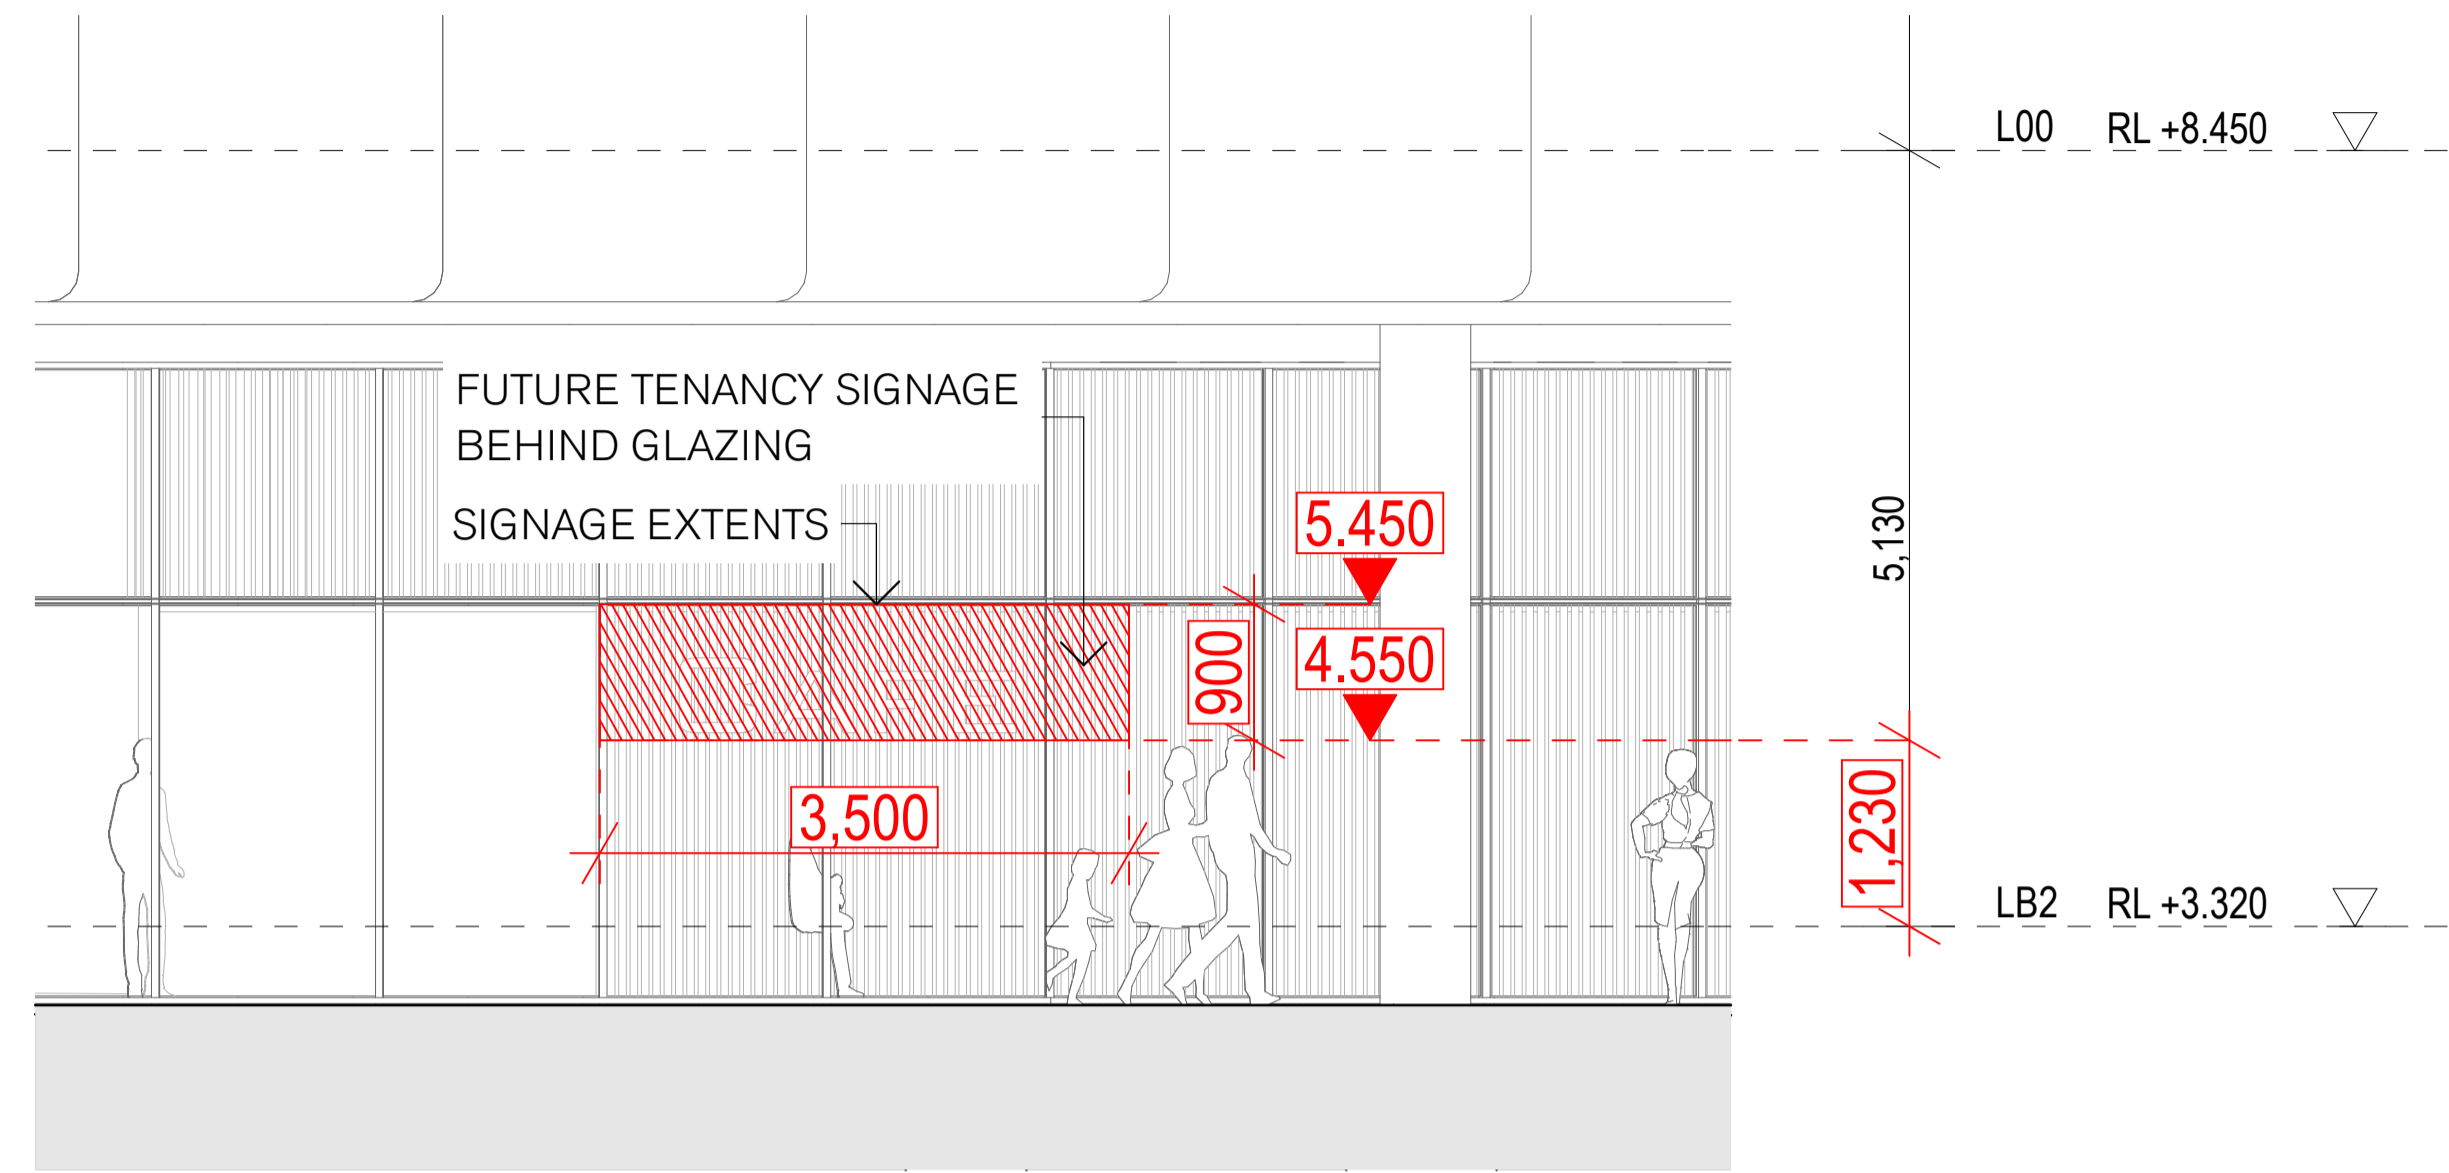 L00 RL +8.450
FUTURE TENANCY SIGNAGE
BEHIND GLAZING
SIGNAGE EXTENTS
5.450
5,130
900
4.550
3,500
1,230
LB2 RL +3.320